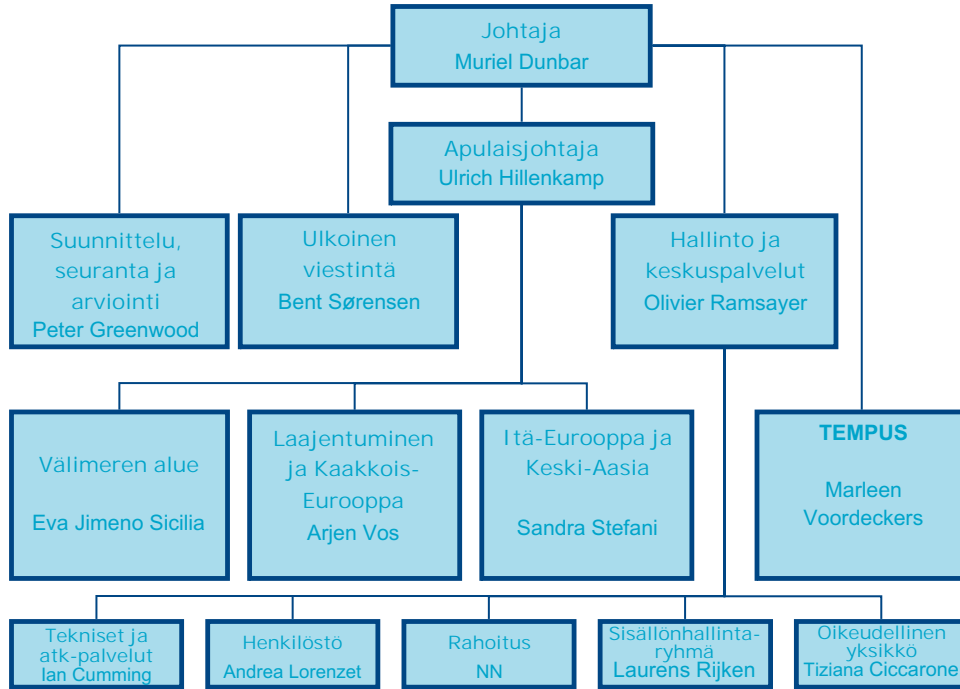 Johtaja
Muriel Dunbar
Apulaisjohtaja
Ulrich Hillenkamp
Suunnittelu,
seuranta ja
arviointi
Peter Greenwood
Ulkoinen
viestintä
Bent Sørensen
Hallinto ja
keskuspalvelut
Olivier Ramsayer
Välimeren alue
Eva Jimeno Sicilia
Laajentuminen
ja Kaakkois-
Eurooppa
Arjen Vos
Itä-Eurooppa ja
Keski-Aasia
Sandra Stefani
TEMPUS
Marleen
Voordeckers
Tekniset ja
atk-palvelut
Ian Cumming
Henkilöstö
Andrea Lorenzet
Rahoitus
NN
Sisällönhallinta-
ryhmä
Laurens Rijken
Oikeudellinen
yksikkö
Tiziana Ciccarone